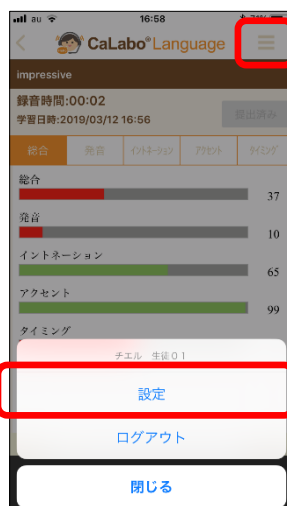 au 16:58 71%
CaLabo® Language
impressive
録音時間:00:02
学習日時:2019/03/12 16:56
提出済み
総合 発音 イントネーション アクセント タイミング
総合
37
発音
10
イントネーション
65
アクセント
99
タイミング
チエル 生徒01
設定
ログアウト
閉じる